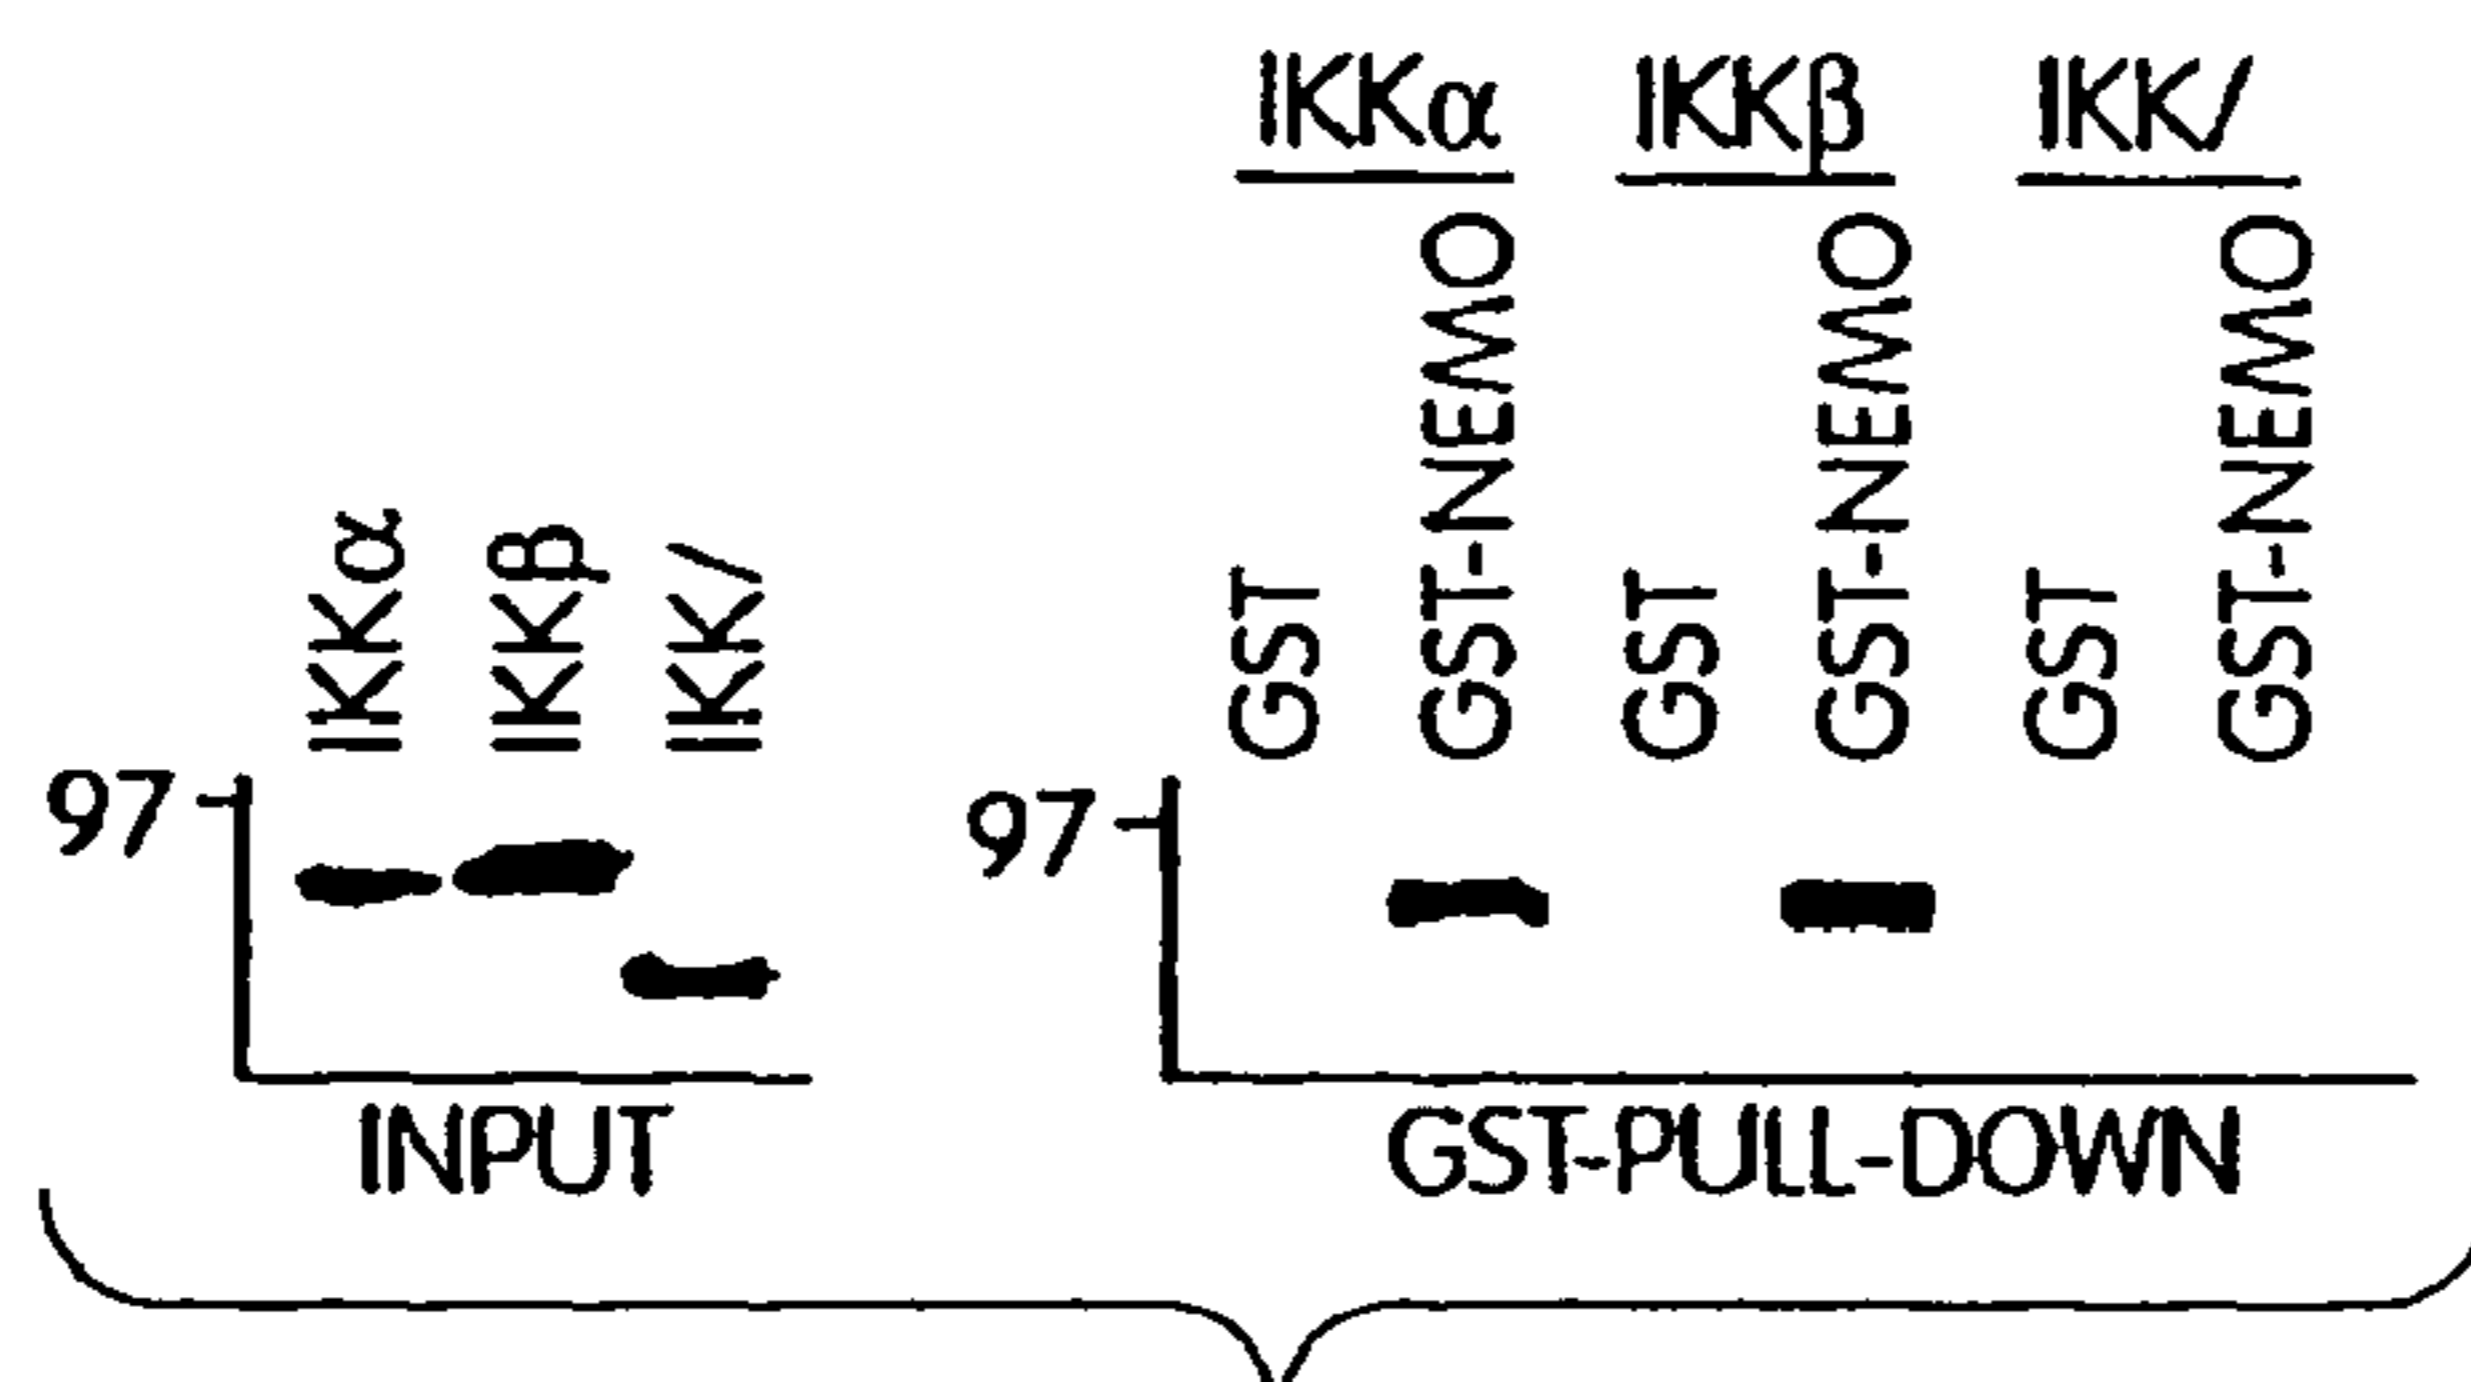 IKKα IKKβ IKK/
GST GST-NEMO GST GST-NEMO GST GST-NEMO
IKKα IKKβ IKK/
97
97
INPUT
GST-PULL-DOWN